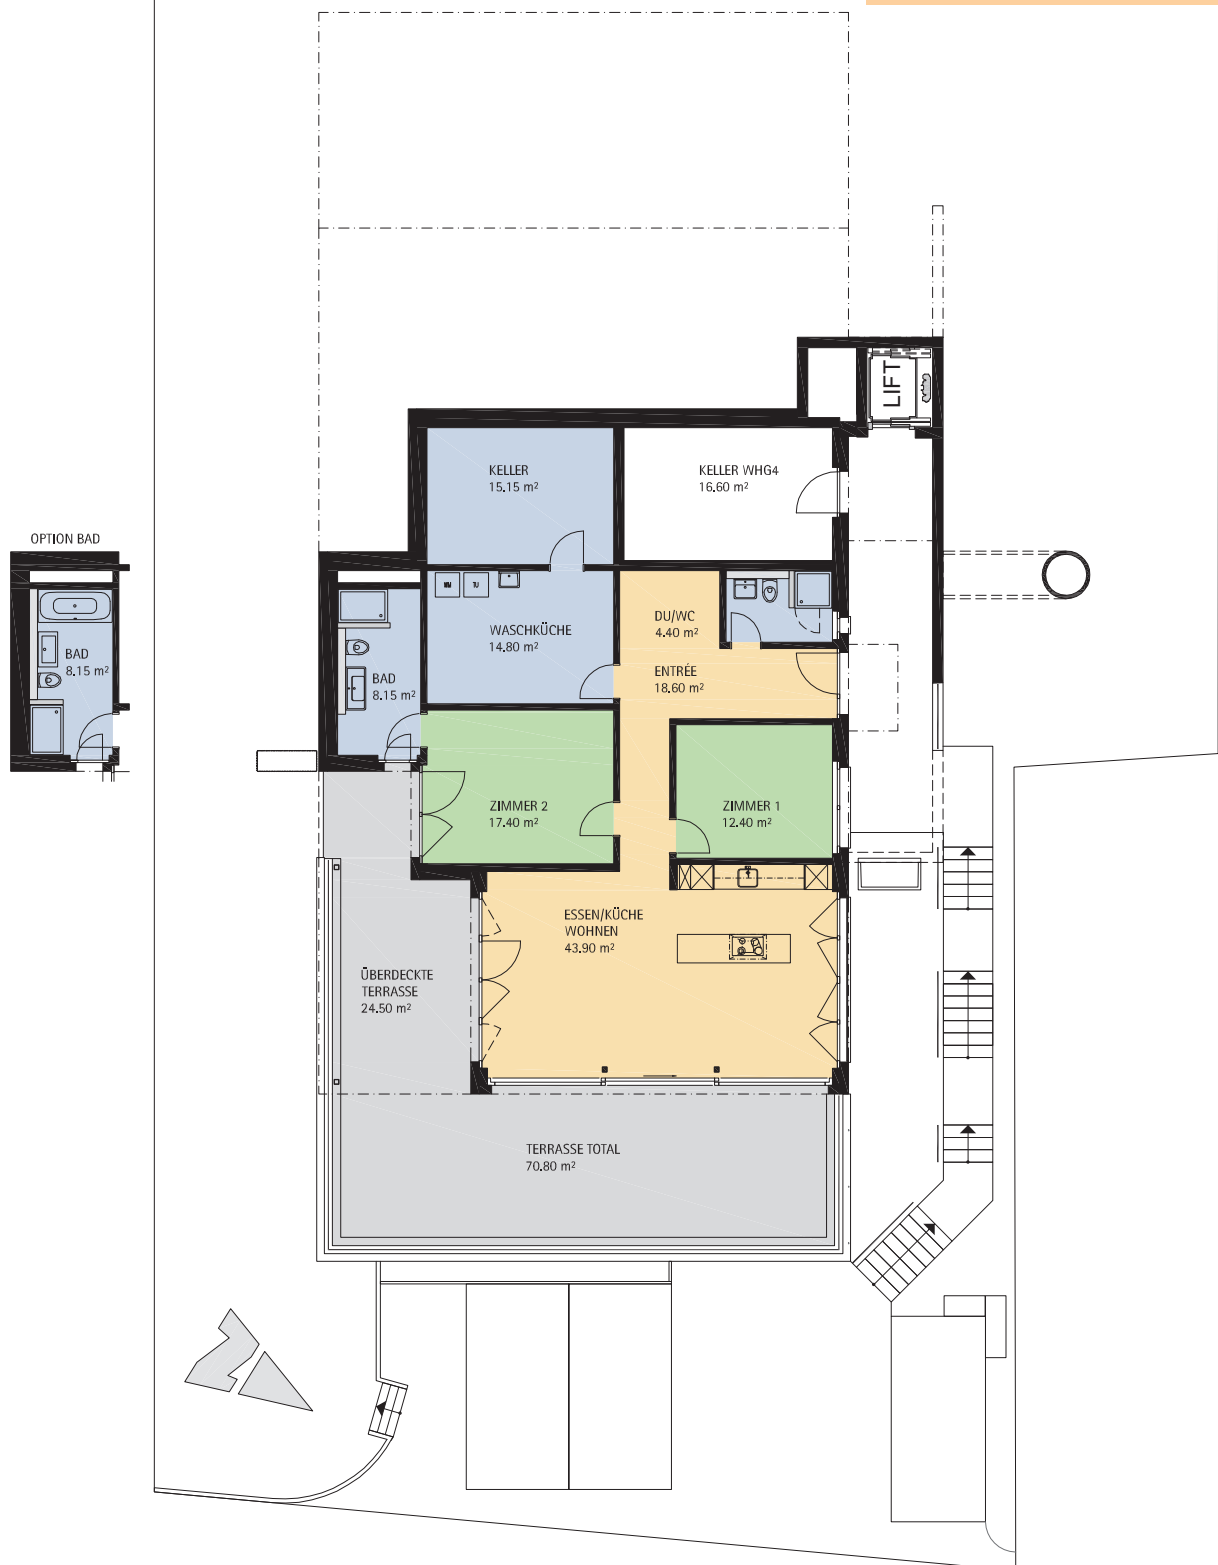 LIFT
KELLER
15.15 m²
KELLER WHG4
16.60 m²
OPTION BAD
BAD
8.15 m²
WM
TU
WASCHKÜCHE
14.80 m²
DU/WC
4.40 m²
ENTRÉE
18.60 m²
BAD
8.15 m²
ZIMMER 2
17.40 m²
ZIMMER 1
12.40 m²
ESSEN/KÜCHE
WOHNEN
43.90 m²
ÜBERDECKTE
TERRASSE
24.50 m²
TERRASSE TOTAL
70.80 m²